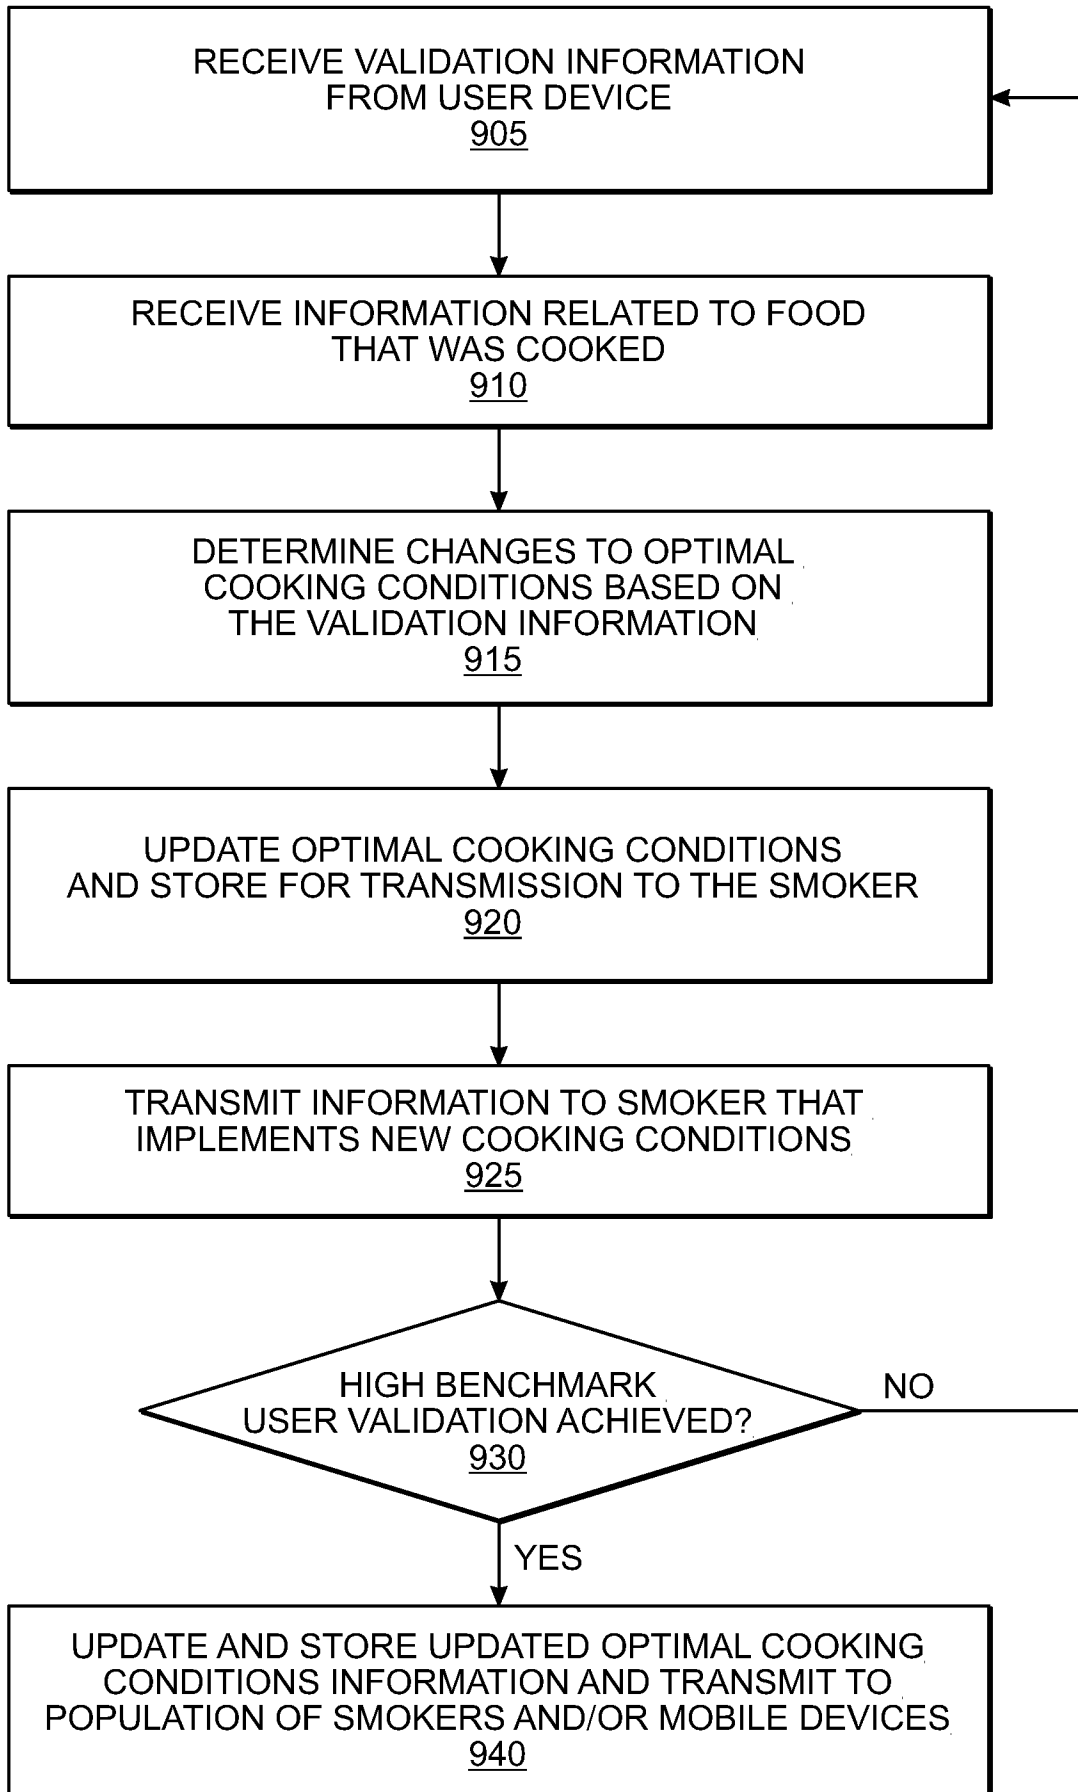 RECEIVE VALIDATION INFORMATION
FROM USER DEVICE
905
RECEIVE INFORMATION RELATED TO FOOD
THAT WAS COOKED
910
DETERMINE CHANGES TO OPTIMAL
COOKING CONDITIONS BASED ON
THE VALIDATION INFORMATION
915
UPDATE OPTIMAL COOKING CONDITIONS
AND STORE FOR TRANSMISSION TO THE SMOKER
920
TRANSMIT INFORMATION TO SMOKER THAT
IMPLEMENTS NEW COOKING CONDITIONS
925
HIGH BENCHMARK
USER VALIDATION ACHIEVED?
930
NO
YES
UPDATE AND STORE UPDATED OPTIMAL COOKING
CONDITIONS INFORMATION AND TRANSMIT TO
POPULATION OF SMOKERS AND/OR MOBILE DEVICES
940